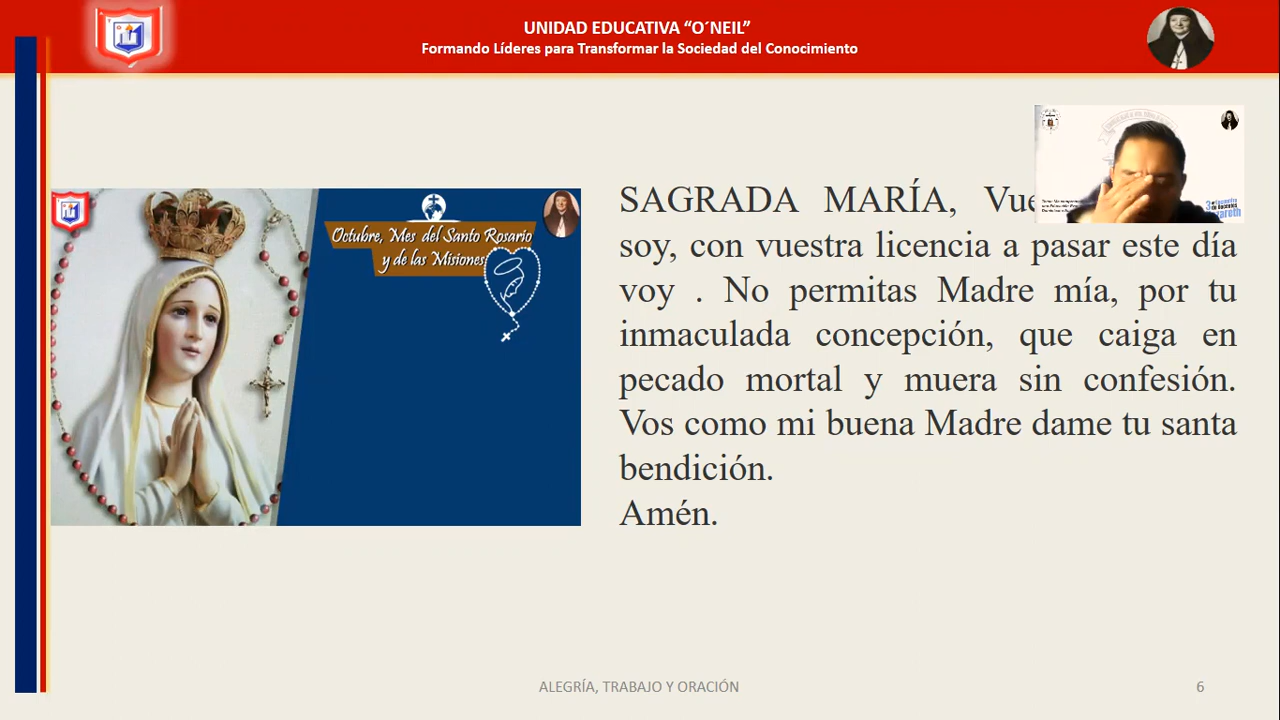 UNIDAD EDUCATIVA “O´NEIL”
Formando Líderes para Transformar la Sociedad del Conocimiento
Octubre, Mes del Santo Rosario
y de las Misiones
SAGRADA MARÍA,
soy, con vuestra licencia a pasar este día
voy . No permitas Madre mía, por tu
inmaculada concepción, que caiga en
pecado mortal y muera sin confesión.
Vos como mi buena Madre dame tu santa
bendición.
Amén.
ALEGRÍA, TRABAJO Y ORACIÓN
6